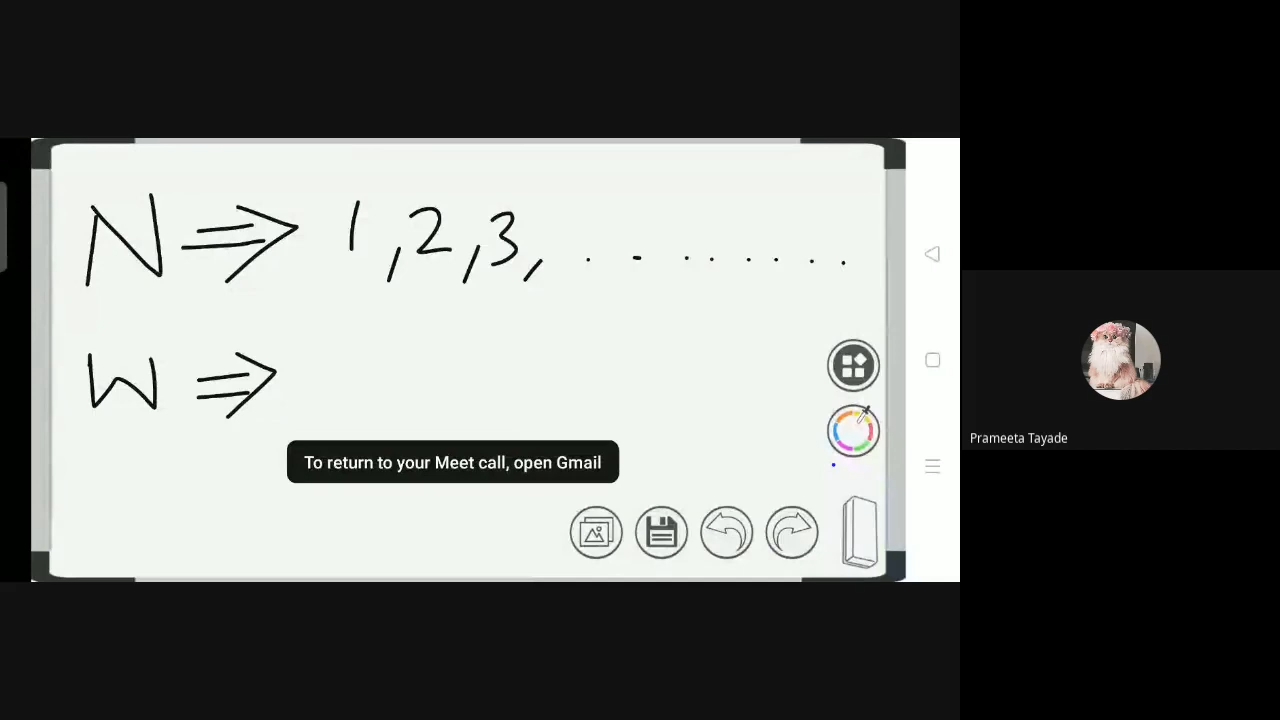 N ⇒ 1,2,3, . . . . . . . .
W ⇒
To return to your Meet call, open Gmail
Prameeta Tayade